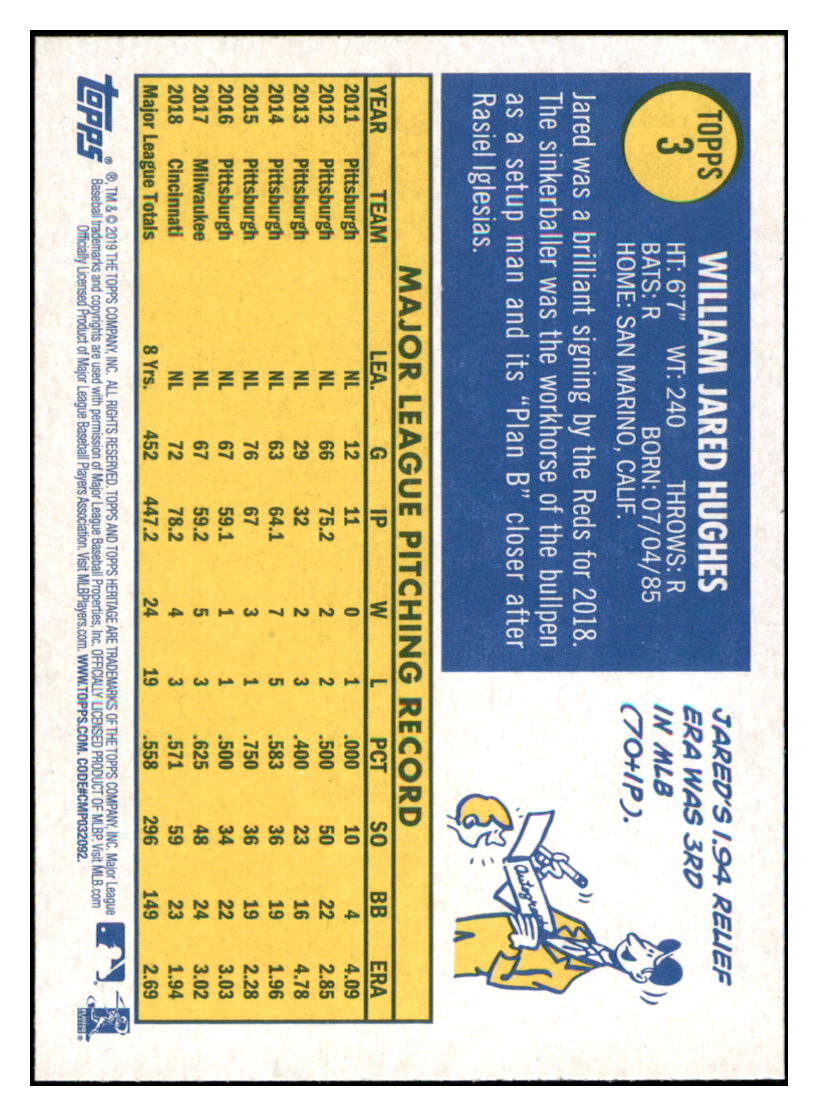 TOPPS
3
WILLIAM JARED HUGHES
HT: 6'7" WT: 240 THROWS: R
BATS: R BORN: 07/04/85
HOME: SAN MARINO, CALIF.
Jared was a brilliant signing by the Reds for 2018.
The sinkerballer was the workhorse of the bullpen
as a setup man and its "Plan B" closer after
Rasiel Iglesias.
JARED'S 1.94 RELIEF
ERA WAS 3RD
IN MLB
(70+IP).
Autograph
MAJOR LEAGUE PITCHING RECORD
YEAR TEAM LEA. G IP W L PCT SO BB ERA
2011 Pittsburgh NL 12 11 0 1 .000 10 4 4.09
2012 Pittsburgh NL 66 75.2 2 2 .500 50 22 2.85
2013 Pittsburgh NL 29 32 2 3 .400 23 16 4.78
2014 Pittsburgh NL 63 64.1 7 5 .583 36 19 1.96
2015 Pittsburgh NL 76 67 3 1 .750 36 19 2.28
2016 Pittsburgh NL 67 59.1 1 1 .500 34 22 3.03
2017 Milwaukee NL 67 59.2 5 3 .625 48 24 3.02
2018 Cincinnati NL 72 78.2 4 3 .571 59 23 1.94
Major League Totals 8 Yrs. 452 447.2 24 19 .558 296 149 2.69
topps ® ®, TM & © 2019 THE TOPPS COMPANY, INC. ALL RIGHTS RESERVED. TOPPS AND TOPPS HERITAGE ARE TRADEMARKS OF THE TOPPS COMPANY, INC. Major League
Baseball trademarks and copyrights are used with permission of Major League Baseball Properties, Inc. OFFICIALLY LICENSED PRODUCT OF MLBP. Visit MLB.com
Officially Licensed Product of Major League Baseball Players Association. Visit MLBPlayers.com. WWW.TOPPS.COM. CODE#CMP032092.
PLAYERS